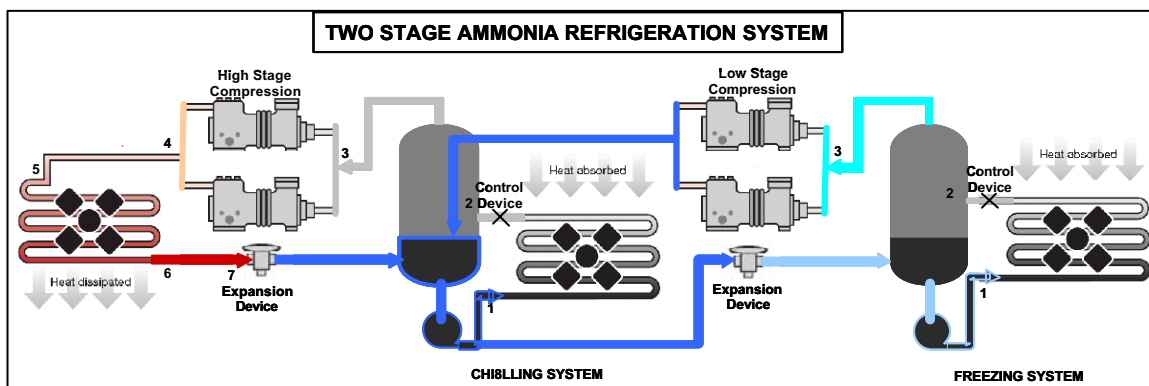 TWO STAGE AMMONIA REFRIGERATION SYSTEM
High Stage
Compression
Low Stage
Compression
4
3
3
5
Heat absorbed
Heat absorbed
2
Control
Device
2
Control
Device
6
7
Heat dissipated
Expansion
Device
1
Expansion
Device
1
CHI8LLING SYSTEM
FREEZING SYSTEM